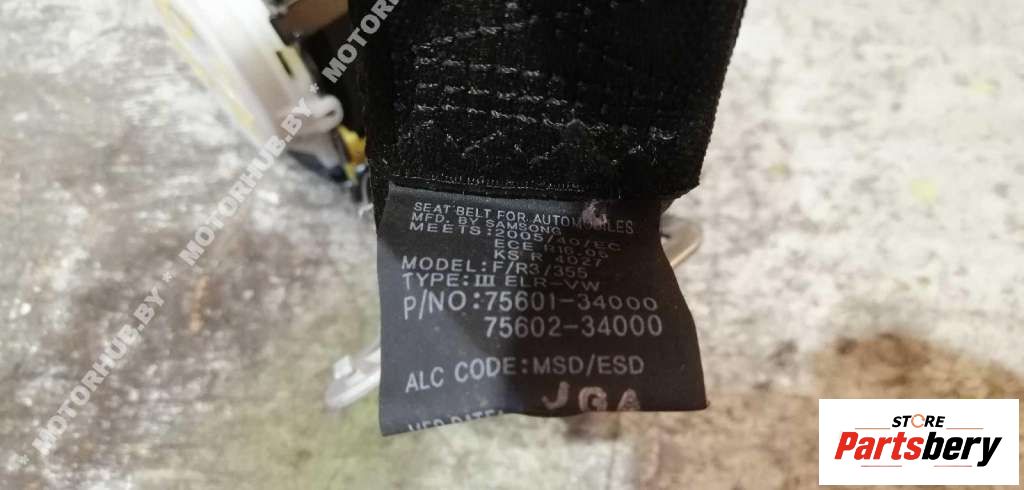 * MOTORHUB.BY * MOTORHUB.BY * MOTORHUB.BY
SEAT BELT FOR AUTOMOBILES
MFD. BY SAMSONG
MEETS:2005/40/EC
ECE R16.05
KS R 4027
MODEL:F/R3/355
TYPE:III ELR-VW
P/NO:75601-34000
75602-34000
ALC CODE:MSD/ESD
JGA
STORE
Partsbery